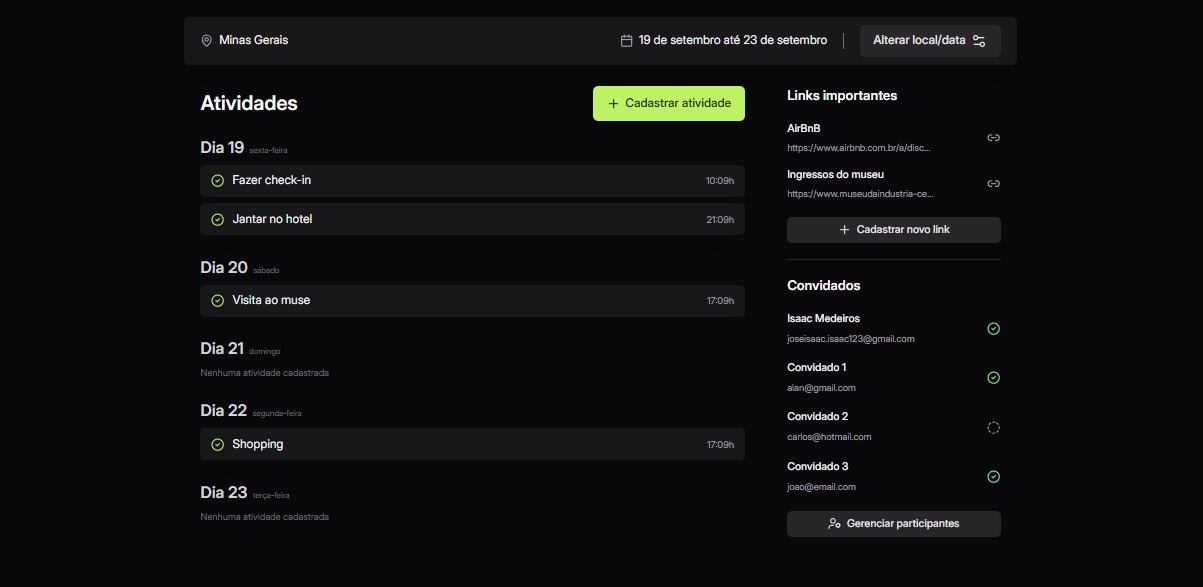 Minas Gerais
19 de setembro até 23 de setembro
Alterar local/data
Atividades
+ Cadastrar atividade
Dia 19 sexta-feira
Fazer check-in 10:09h
Jantar no hotel 21:09h
Dia 20 sábado
Visita ao muse 17:09h
Dia 21 domingo
Nenhuma atividade cadastrada
Dia 22 segunda-feira
Shopping 17:09h
Dia 23 terça-feira
Nenhuma atividade cadastrada
Links importantes
AirBnB
https://www.airbnb.com.br/a/disc...
Ingressos do museu
https://www.museudaindustria-ce...
+ Cadastrar novo link
Convidados
Isaac Medeiros
joseisaac.isaac123@gmail.com
Convidado 1
alan@gmail.com
Convidado 2
carlos@hotmail.com
Convidado 3
joao@email.com
Gerenciar participantes